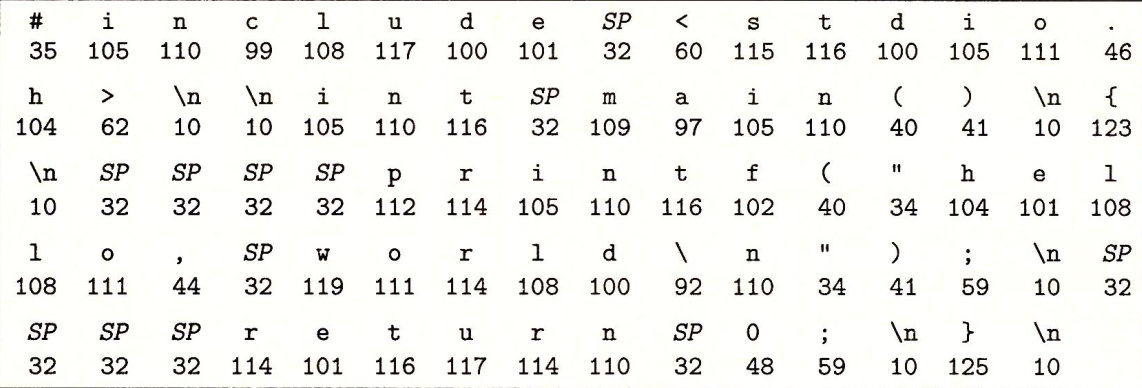 # i n c l u d e SP < s t d i o .
35 105 110 99 108 117 100 101 32 60 115 116 100 105 111 46
h > \n \n i n t SP m a i n ( ) \n {
104 62 10 10 105 110 116 32 109 97 105 110 40 41 10 123
\n SP SP SP SP p r i n t f ( " h e l
10 32 32 32 32 112 114 105 110 116 102 40 34 104 101 108
l o , SP w o r l d \ n " ) ; \n SP
108 111 44 32 119 111 114 108 100 92 110 34 41 59 10 32
SP SP SP r e t u r n SP 0 ; \n } \n
32 32 32 114 101 116 117 114 110 32 48 59 10 125 10